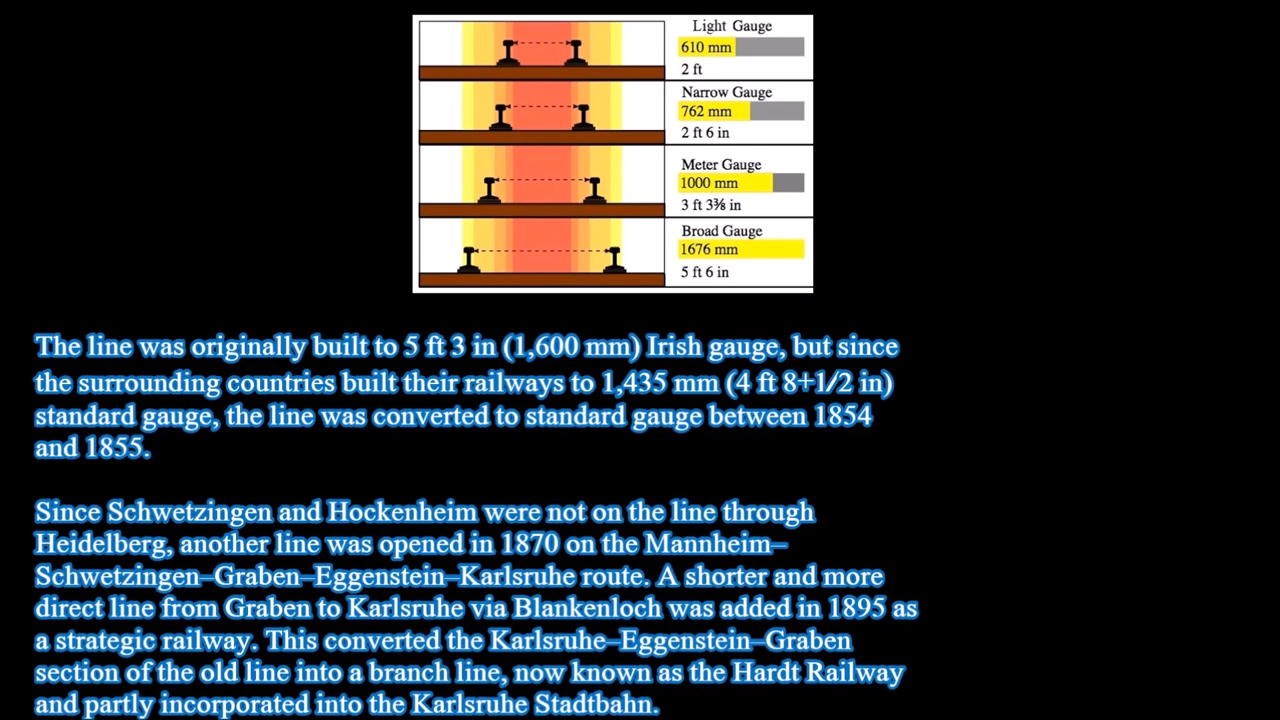 Light Gauge
610 mm
2 ft
Narrow Gauge
762 mm
2 ft 6 in
Meter Gauge
1000 mm
3 ft 3⅜ in
Broad Gauge
1676 mm
5 ft 6 in
The line was originally built to 5 ft 3 in (1,600 mm) Irish gauge, but since
the surrounding countries built their railways to 1,435 mm (4 ft 8+1/2 in)
standard gauge, the line was converted to standard gauge between 1854
and 1855.
Since Schwetzingen and Hockenheim were not on the line through
Heidelberg, another line was opened in 1870 on the Mannheim–
Schwetzingen–Graben–Eggenstein–Karlsruhe route. A shorter and more
direct line from Graben to Karlsruhe via Blankenloch was added in 1895 as
a strategic railway. This converted the Karlsruhe–Eggenstein–Graben
section of the old line into a branch line, now known as the Hardt Railway
and partly incorporated into the Karlsruhe Stadtbahn.